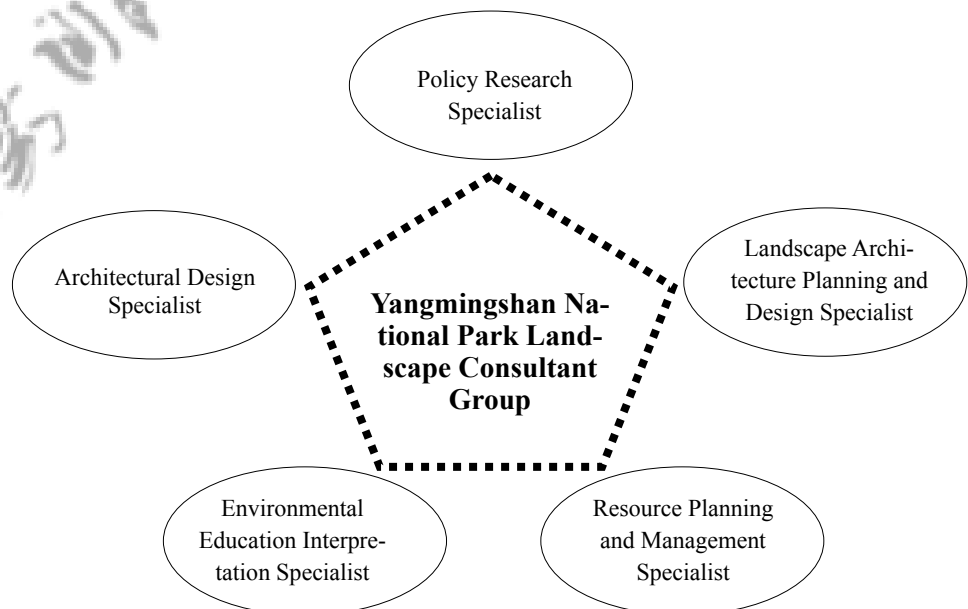 Policy Research
Specialist
Architectural Design
Specialist
Landscape Archi-
tecture Planning and
Design Specialist
Yangmingshan Na-
tional Park Land-
scape Consultant
Group
Environmental
Education Interpre-
tation Specialist
Resource Planning
and Management
Specialist